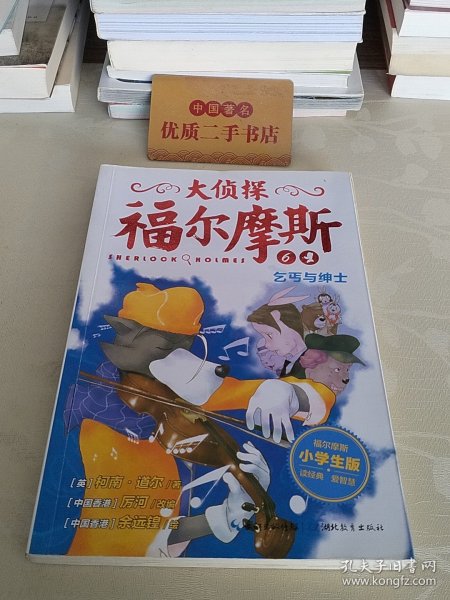 中国著名
优质二手书店
大侦探
福尔摩斯
SHERLOCK HOLMES
6
乞丐与绅士
福尔摩斯
小学生版
读经典 爱智慧
[英]柯南·道尔/著
[中国香港]厉河/改编
[中国香港]余远锽/绘
湖北教育出版社
孔夫子旧书网
www.kongfz.com